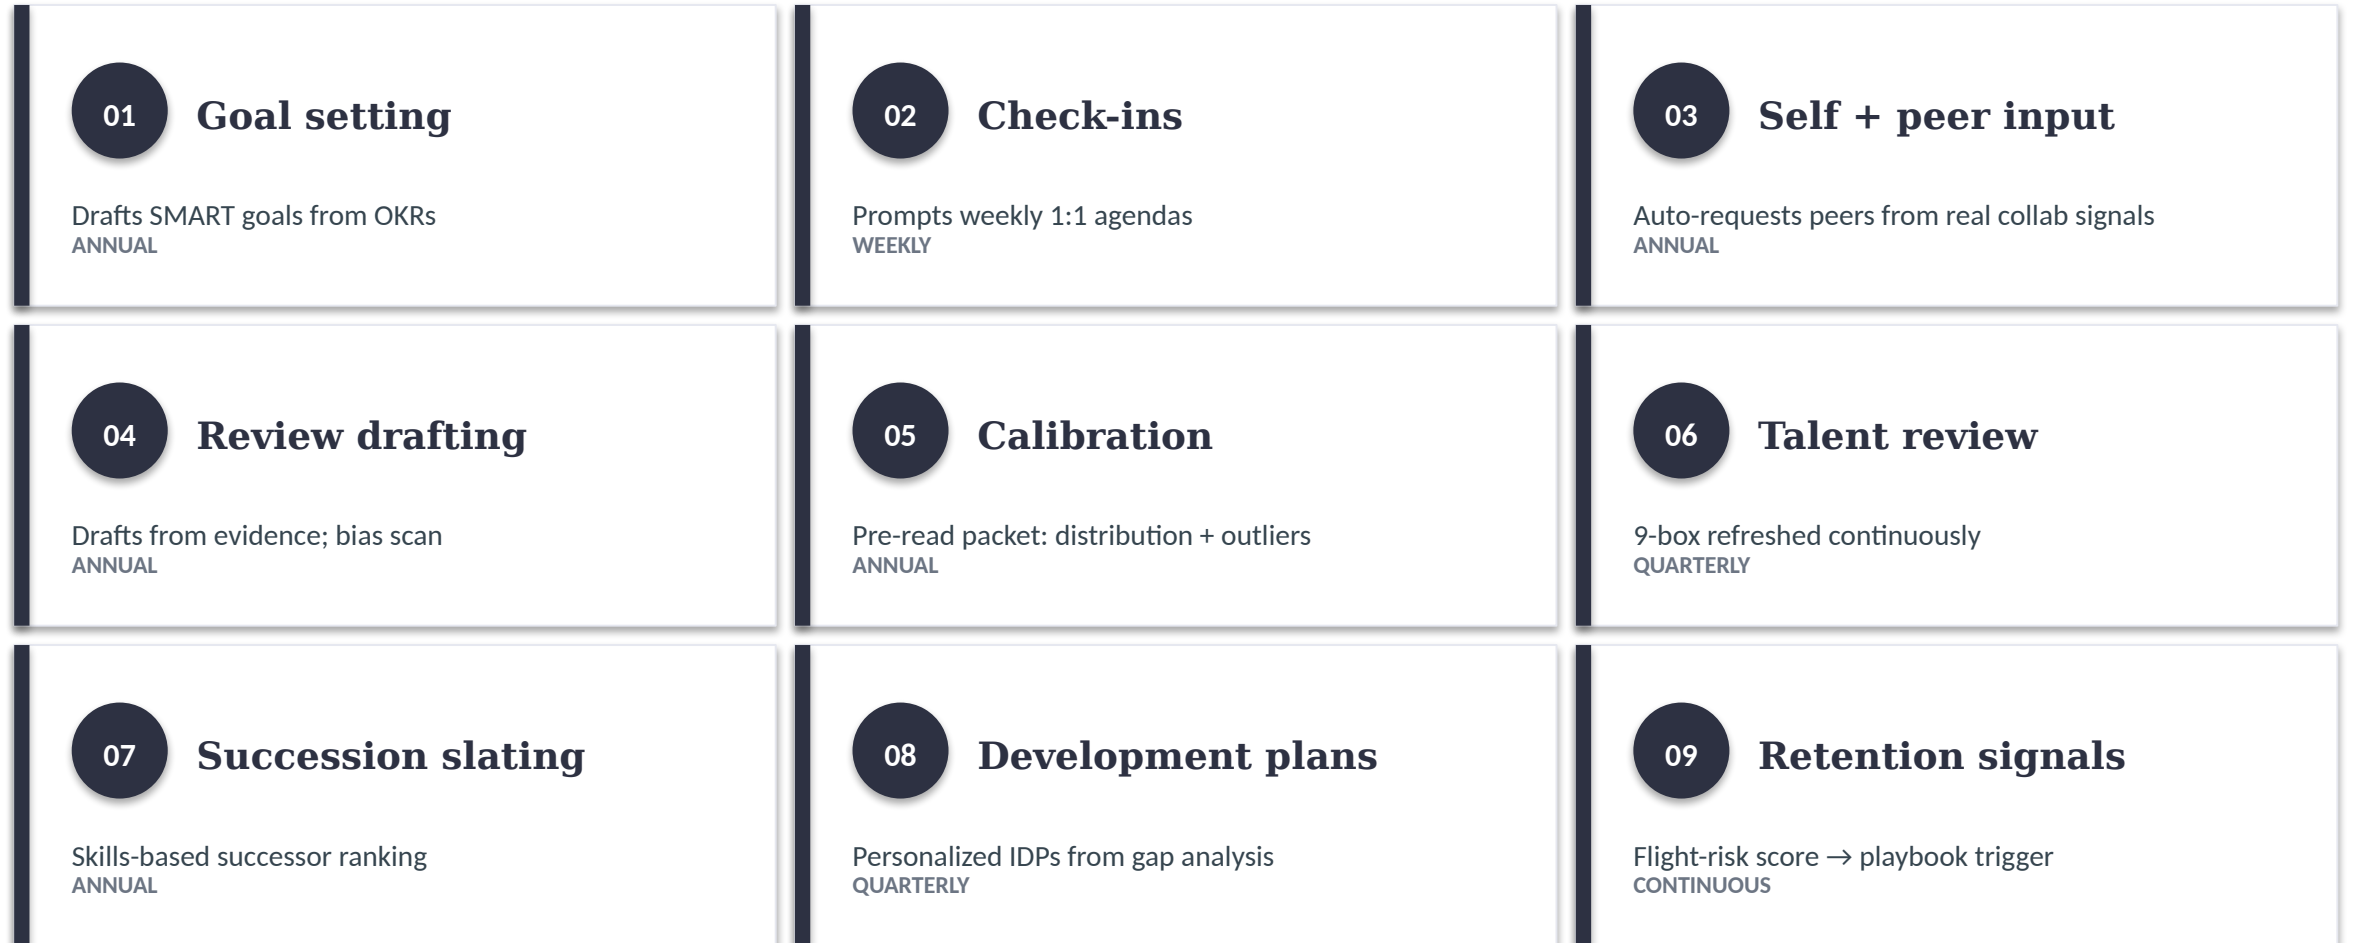 01
Goal setting
Drafts SMART goals from OKRs
ANNUAL
02
Check-ins
Prompts weekly 1:1 agendas
WEEKLY
03
Self + peer input
Auto-requests peers from real collab signals
ANNUAL
04
Review drafting
Drafts from evidence; bias scan
ANNUAL
05
Calibration
Pre-read packet: distribution + outliers
ANNUAL
06
Talent review
9-box refreshed continuously
QUARTERLY
07
Succession slating
Skills-based successor ranking
ANNUAL
08
Development plans
Personalized IDPs from gap analysis
QUARTERLY
09
Retention signals
Flight-risk score → playbook trigger
CONTINUOUS